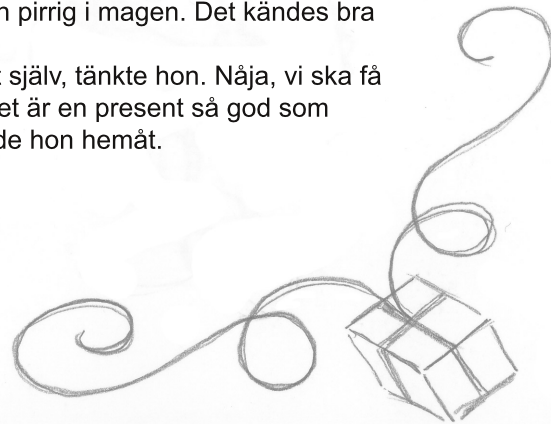 pirrig i magen. Det kändes bra
själv, tänkte hon. Nåja, vi ska få
et är en present så god som
de hon hemåt.